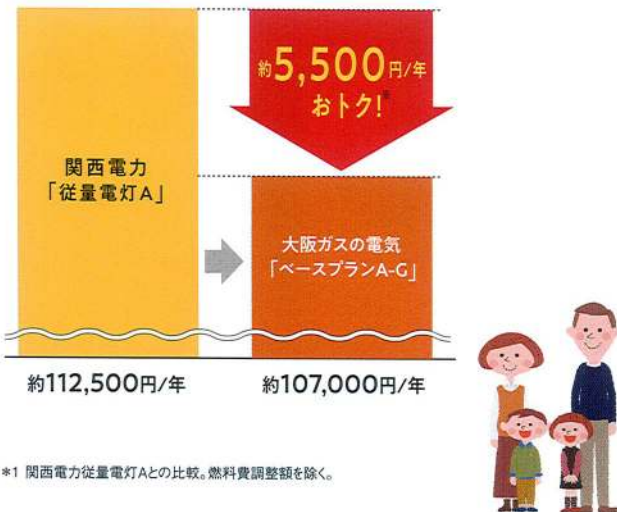 約5,500円/年
おトク!※
関西電力
「従量電灯A」
大阪ガスの電気
「ベースプランA-G」
約112,500円/年
約107,000円/年
*1 関西電力従量電灯Aとの比較。燃料費調整額を除く。